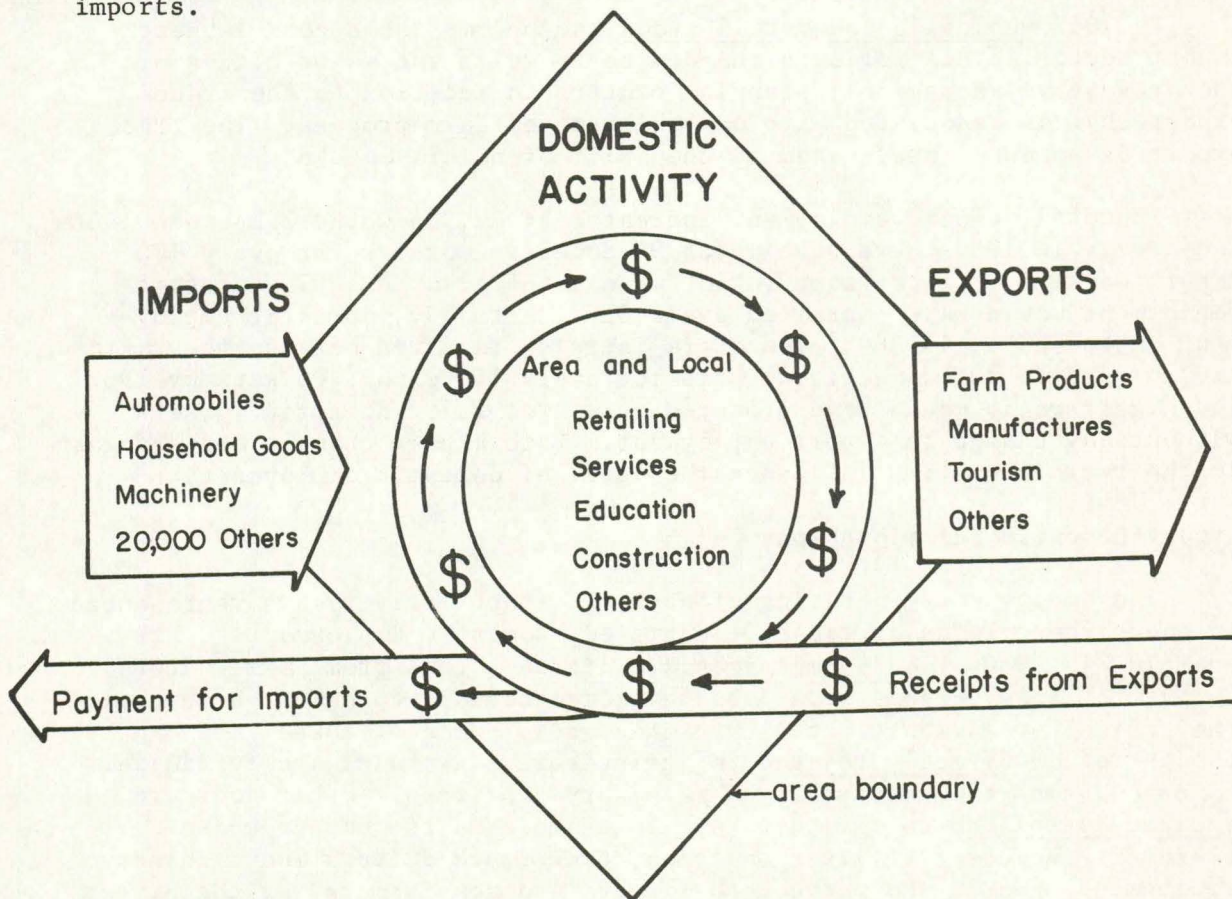 imports.
DOMESTIC
ACTIVITY
IMPORTS
Automobiles
Household Goods
Machinery
20,000 Others
EXPORTS
Farm Products
Manufactures
Tourism
Others
$
$
$
$
$
$
Area and Local
Retailing
Services
Education
Construction
Others
Payment for Imports $
$
$ Receipts from Exports
area boundary